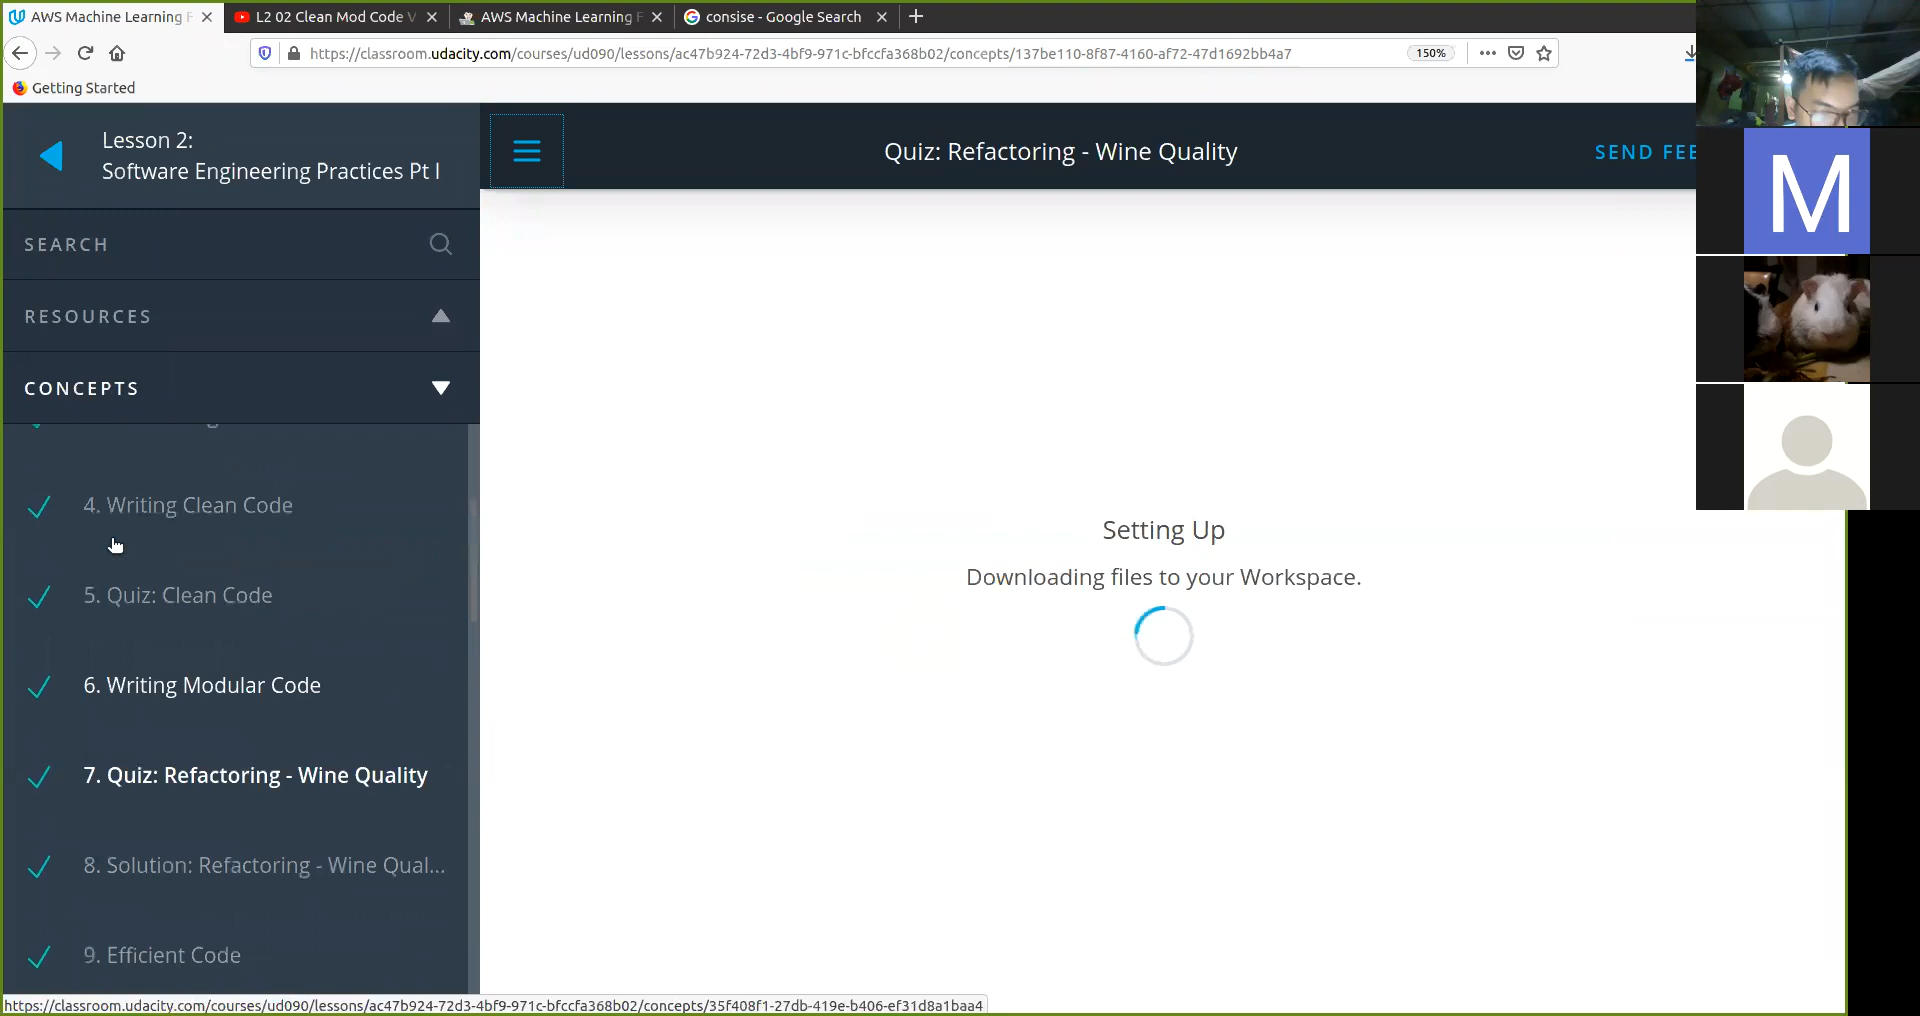 AWS Machine Learning F
L2 02 Clean Mod Code V
AWS Machine Learning F
consise - Google Search
https://classroom.udacity.com/courses/ud090/lessons/ac47b924-72d3-4bf9-971c-bfccfa368b02/concepts/137be110-8f87-4160-af72-47d1692bb4a7
150%
Getting Started
Lesson 2:
Software Engineering Practices Pt I
Quiz: Refactoring - Wine Quality
SEND FEE
SEARCH
RESOURCES
CONCEPTS
4. Writing Clean Code
5. Quiz: Clean Code
6. Writing Modular Code
7. Quiz: Refactoring - Wine Quality
8. Solution: Refactoring - Wine Qual...
9. Efficient Code
Setting Up
Downloading files to your Workspace.
M
https://classroom.udacity.com/courses/ud090/lessons/ac47b924-72d3-4bf9-971c-bfccfa368b02/concepts/35f408f1-27db-419e-b406-ef31d8a1baa4